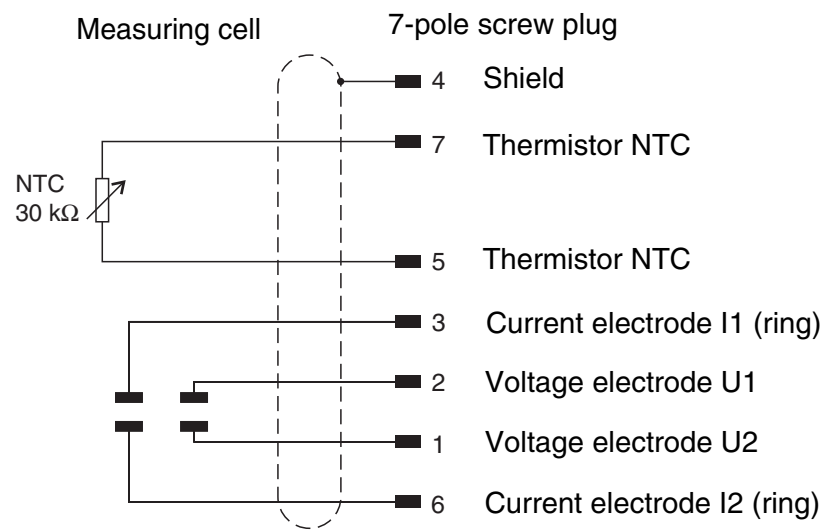 Measuring cell
7-pole screw plug
4 Shield
7 Thermistor NTC
NTC
30 kΩ
5 Thermistor NTC
3 Current electrode I1 (ring)
2 Voltage electrode U1
1 Voltage electrode U2
6 Current electrode I2 (ring)